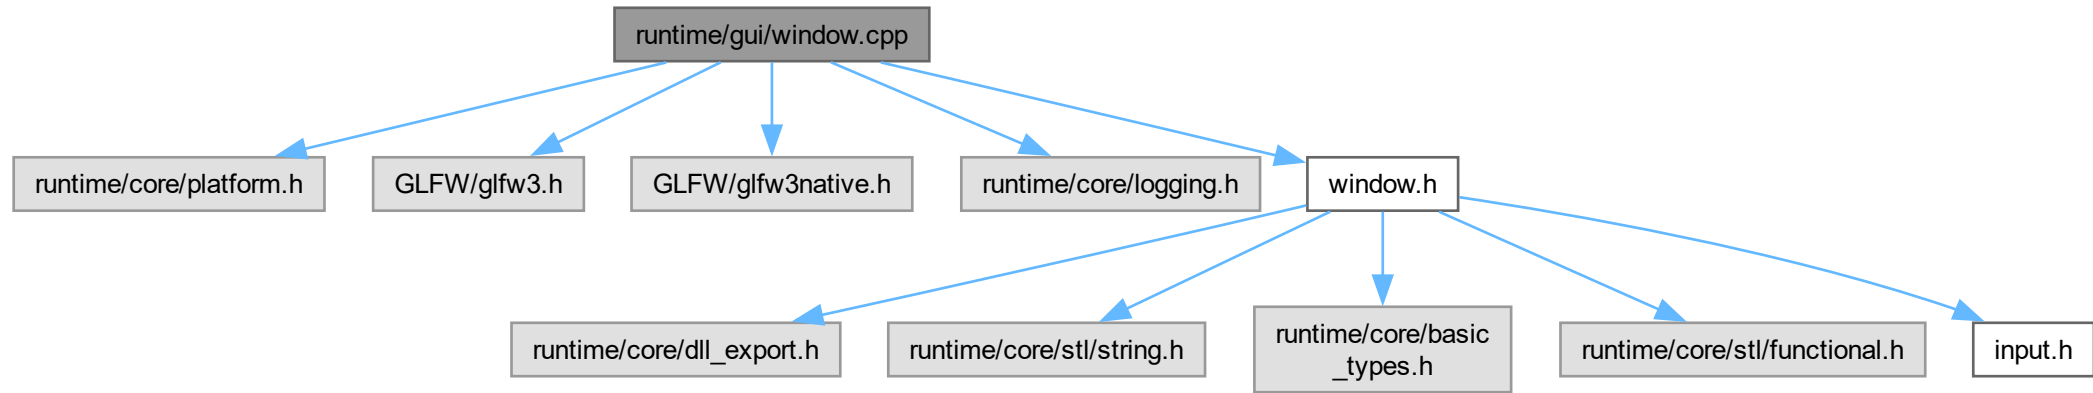 runtime/gui/window.cpp
runtime/core/platform.h
GLFW/glfw3.h
GLFW/glfw3native.h
runtime/core/logging.h
window.h
runtime/core/dll_export.h
runtime/core/stl/string.h
runtime/core/basic
_types.h
runtime/core/stl/functional.h
input.h